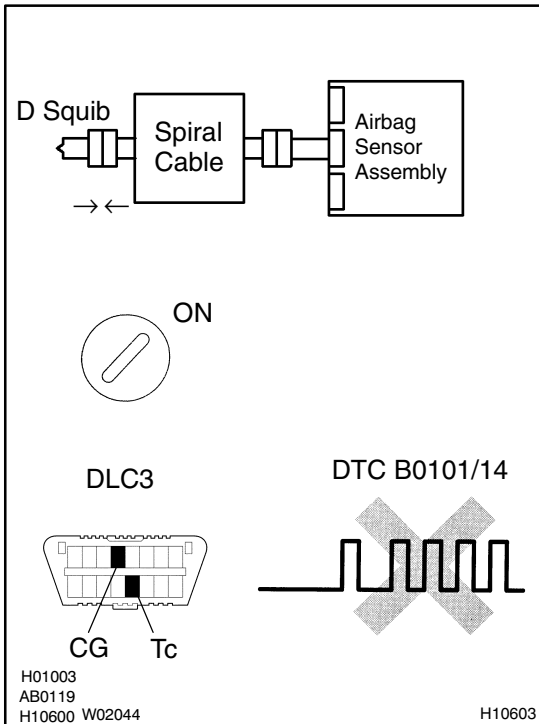 D Squib
Spiral
Cable
Airbag
Sensor
Assembly
ON
DLC3
DTC B0101/14
CG
Tc
H01003
AB0119
H10600 W02044
H10603